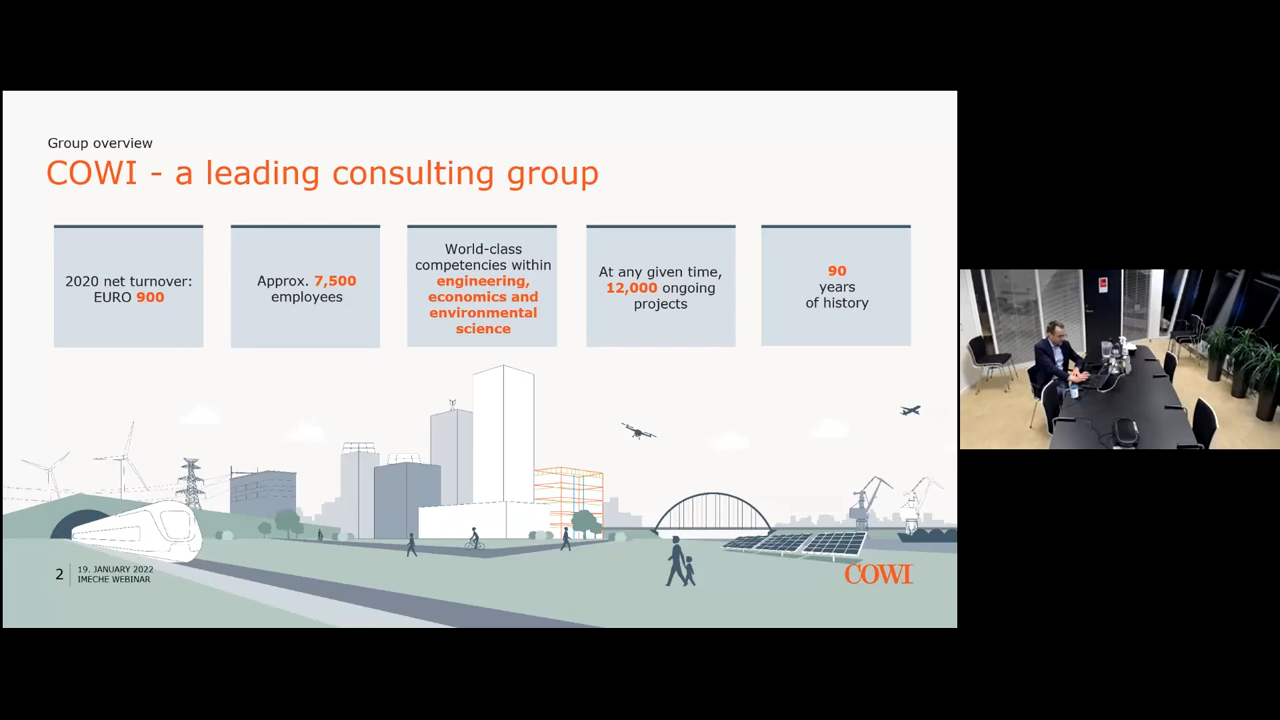 Group overview
COWI - a leading consulting group
2020 net turnover:
EURO 900
Approx. 7,500
employees
World-class
competencies within
engineering,
economics and
environmental
science
At any given time,
12,000 ongoing
projects
90
years
of history
2
19. JANUARY 2022
IMECHE WEBINAR
COWI